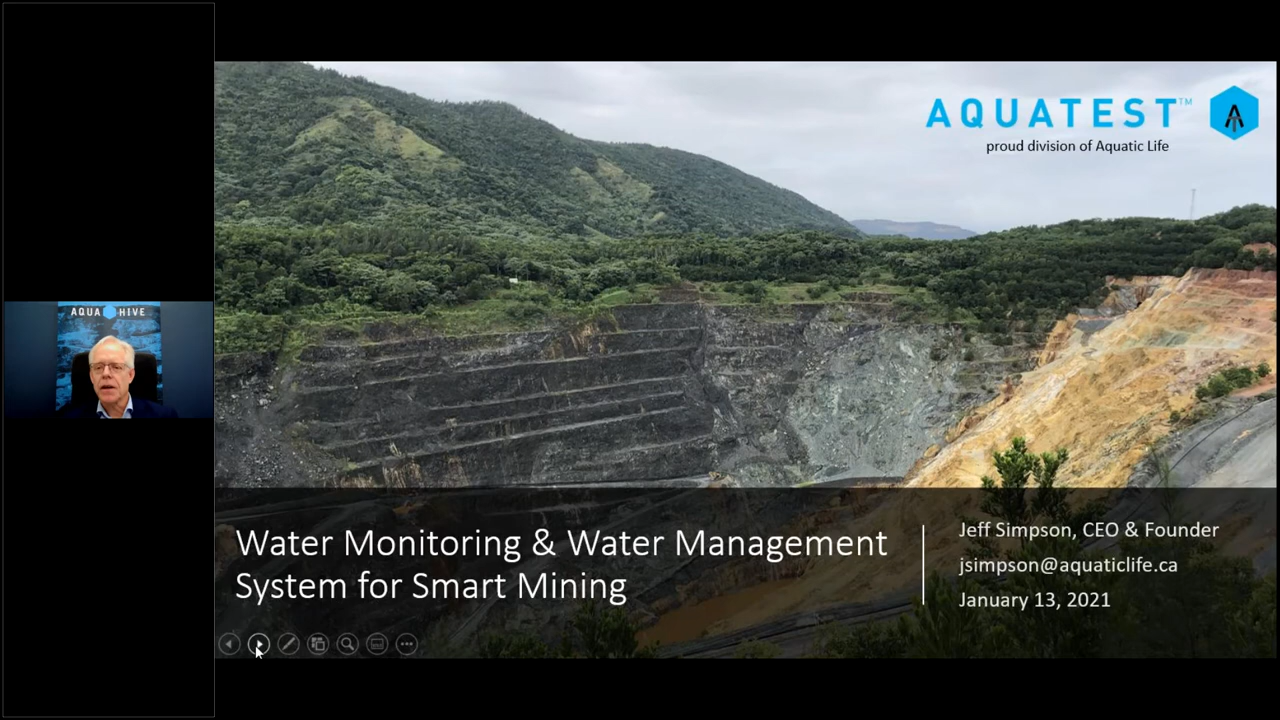 AQUA HIVE
AQUATEST™
proud division of Aquatic Life
Water Monitoring & Water Management
System for Smart Mining
Jeff Simpson, CEO & Founder
jsimpson@aquaticlife.ca
January 13, 2021